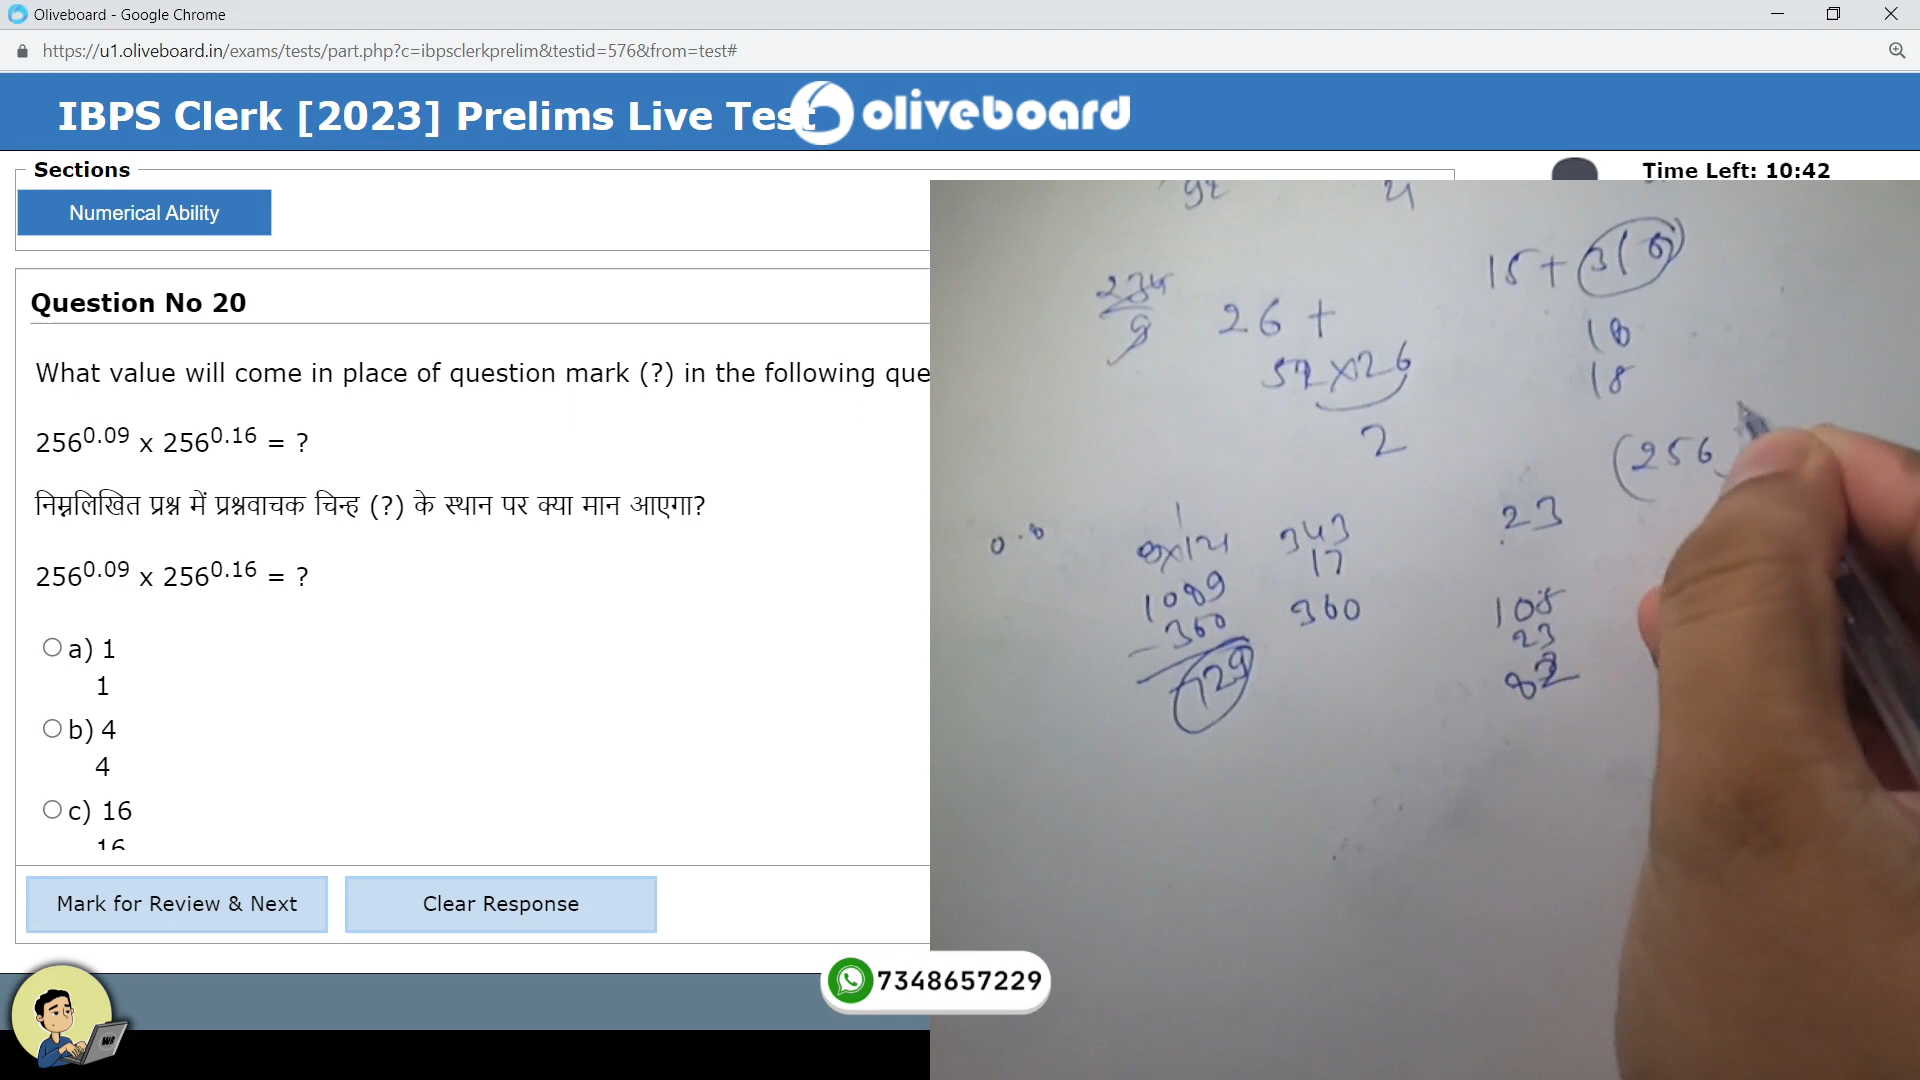 Oliveboard - Google Chrome
https://u1.oliveboard.in/exams/tests/part.php?c=ibpsclerkprelim&testid=576&from=test#
IBPS Clerk [2023] Prelims Live Test
oliveboard
Sections
Time Left: 10:42
Numerical Ability
Question No 20
What value will come in place of question mark (?) in the following que
256^0.09 x 256^0.16 = ?
निम्नलिखित प्रश्न में प्रश्नवाचक चिन्ह (?) के स्थान पर क्या मान आएगा?
256^0.09 x 256^0.16 = ?
a) 1
1
b) 4
4
c) 16
16
Mark for Review & Next
Clear Response
7348657229
15+
26 +
52x26
2
18
18
(256
23
343
17
360
1089
-360
729
108
23